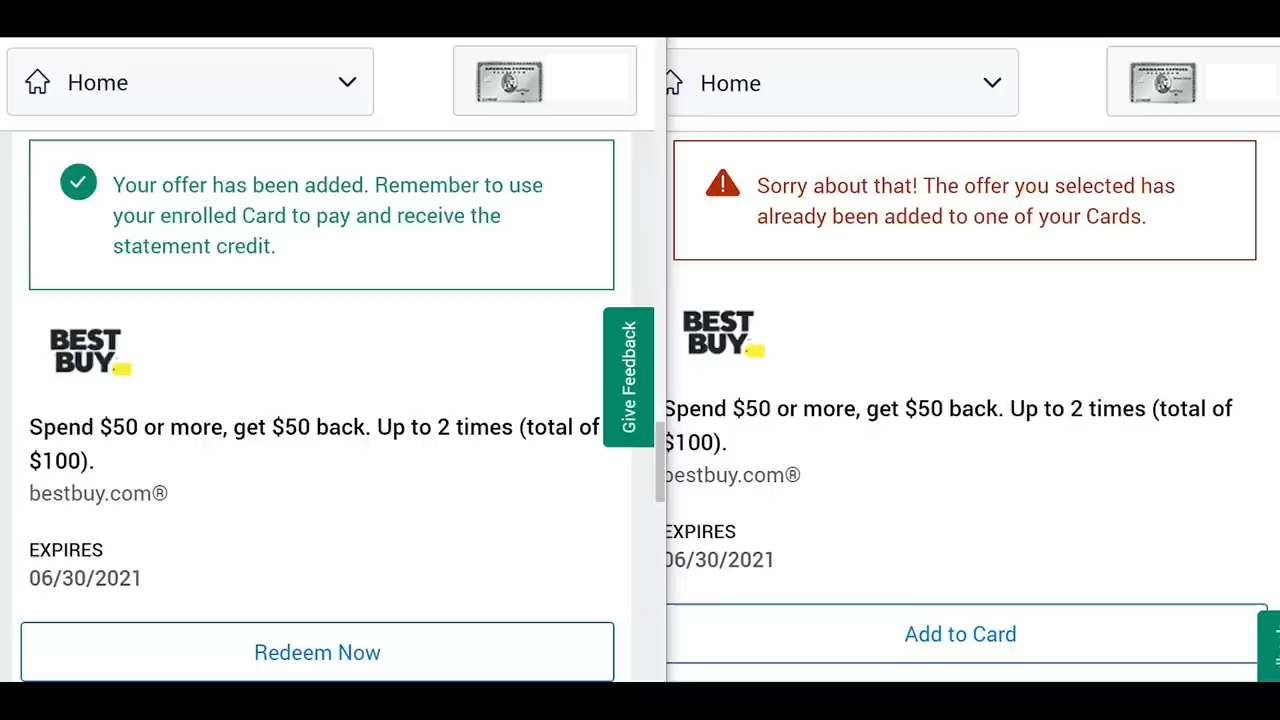 Home
Your offer has been added. Remember to use
your enrolled Card to pay and receive the
statement credit.
BEST
BUY
Give Feedback
Spend $50 or more, get $50 back. Up to 2 times (total of
$100).
bestbuy.com®
EXPIRES
06/30/2021
Redeem Now
Home
Sorry about that! The offer you selected has
already been added to one of your Cards.
BEST
BUY
Spend $50 or more, get $50 back. Up to 2 times (total of
$100).
bestbuy.com®
EXPIRES
06/30/2021
Add to Card